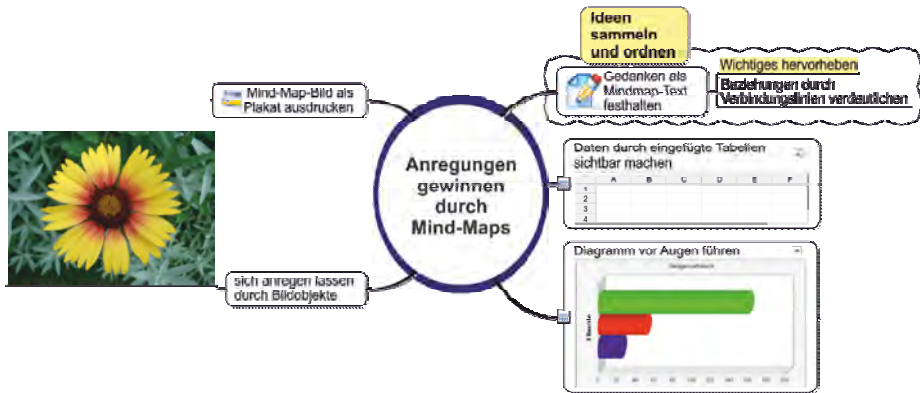 Ideen
sammeln
und ordnen
Gedanken als
Mindmap-Text
festhalten
Wichtiges hervorheben
Beziehungen durch
Verbindungslinien verdeutlichen
Mind-Map-Bild als
Plakat ausdrucken
Anregungen
gewinnen
durch
Mind-Maps
Daten durch eingefügte Tabellen
sichtbar machen
A B C D E F
1
2
3
4
sich anregen lassen
durch Bildobjekte
Diagramm vor Augen führen